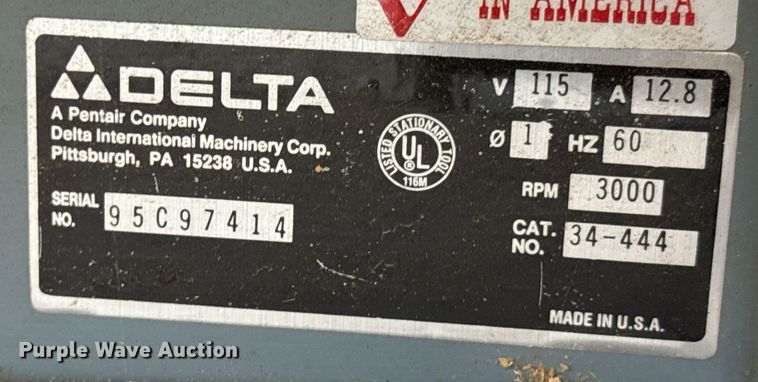 IN AMERICA
DELTA
A Pentair Company
Delta International Machinery Corp.
Pittsburgh, PA 15238 U.S.A.
SERIAL NO. 95C97414
LISTED STATIONARY TOOL
UL
®
116M
V 115 A 12.8
Ø 1 HZ 60
RPM 3000
CAT. NO. 34-444
MADE IN U.S.A.
Purple Wave Auction